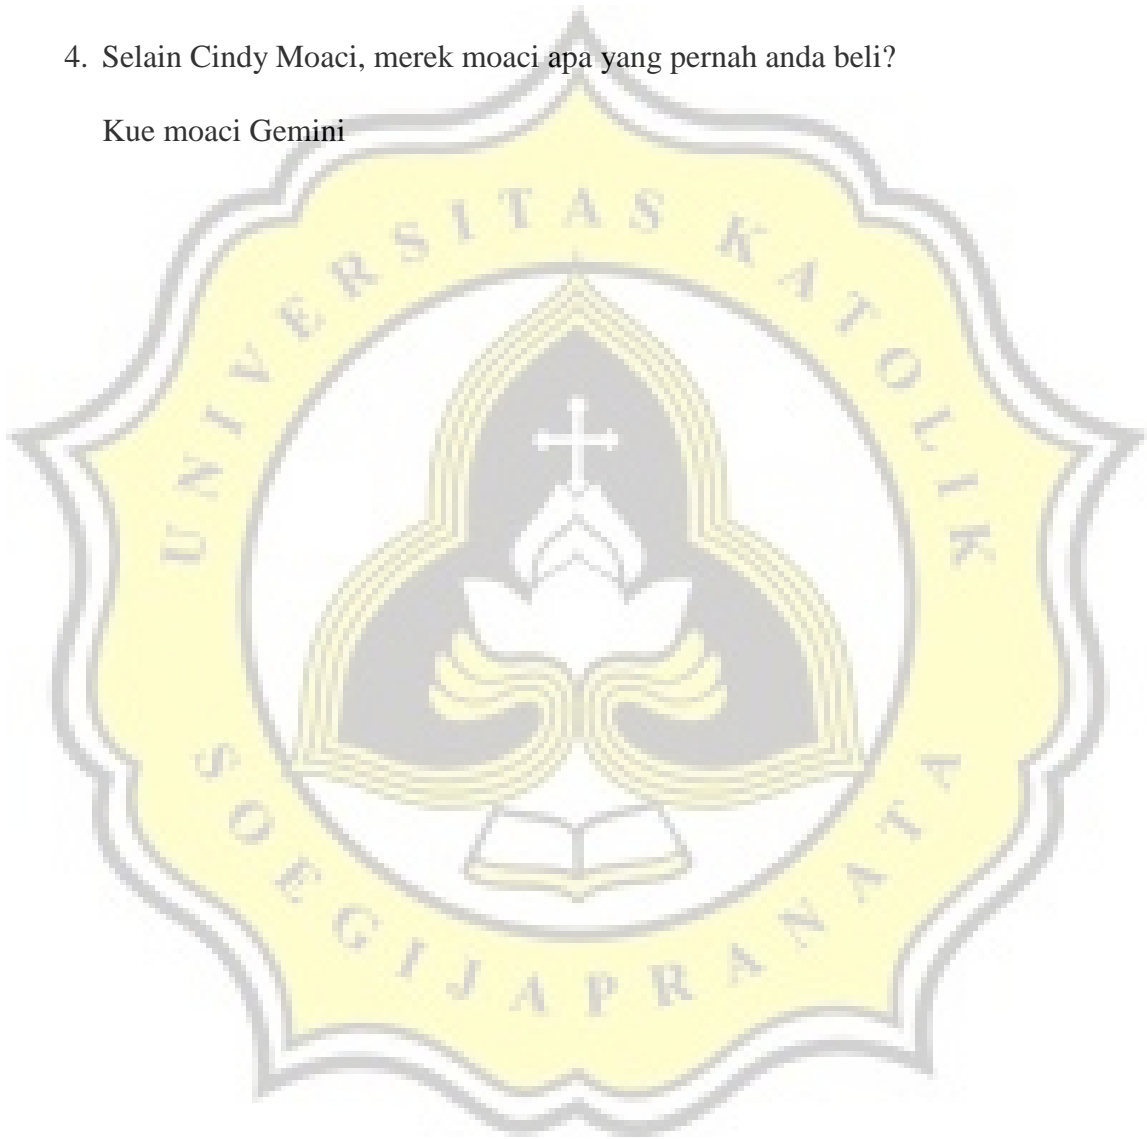 4. Selain Cindy Moaci, merek moaci apa yang pernah anda beli?
Kue moaci Gemini
UNIVERSITAS KATOLIK
SOEGIJAPRANATA